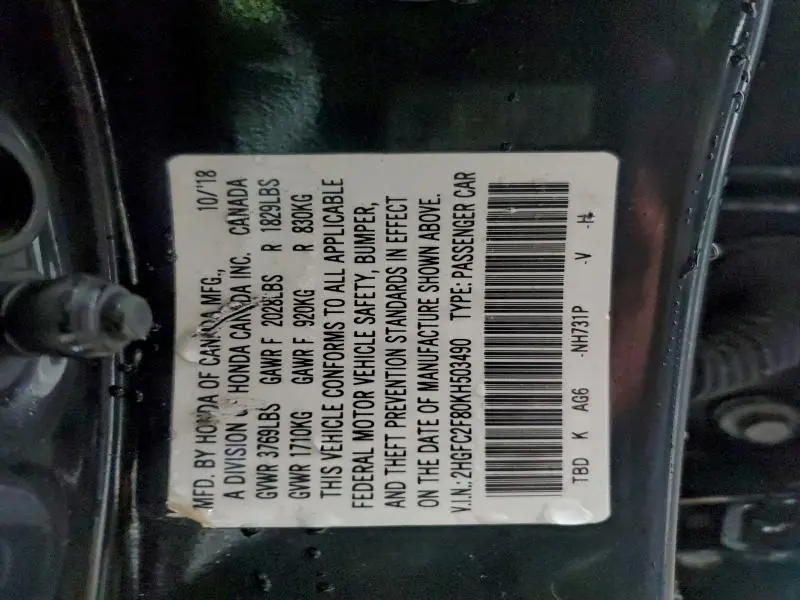 MFD. BY HONDA OF CANADA MFG., 10/'18
A DIVISION OF HONDA CANADA INC. CANADA
GVWR 3769LBS GAWR F 2028LBS R 1829LBS
GVWR 1710KG GAWR F 920KG R 830KG
THIS VEHICLE CONFORMS TO ALL APPLICABLE
FEDERAL MOTOR VEHICLE SAFETY, BUMPER,
AND THEFT PREVENTION STANDARDS IN EFFECT
ON THE DATE OF MANUFACTURE SHOWN ABOVE.
V.I.N.: 2HGFC2F80KH503490 TYPE: PASSENGER CAR
TBD K AG6 -NH731P -V -H